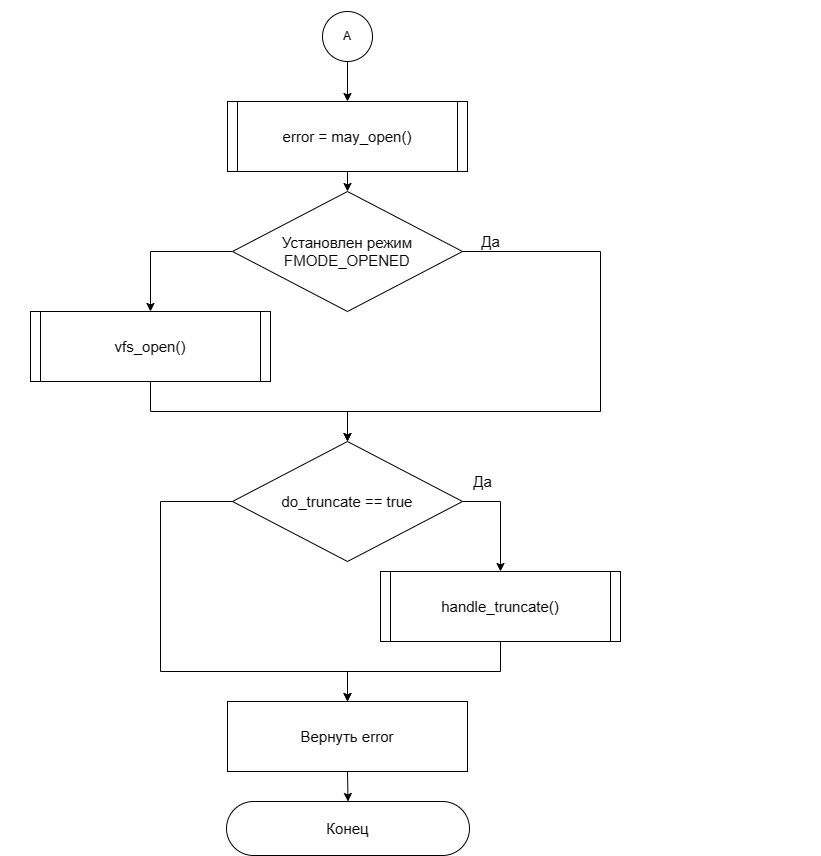 A
error = may_open()
Установлен режим
FMODE_OPENED
Да
vfs_open()
do_truncate == true
Да
handle_truncate()
Вернуть error
Конец